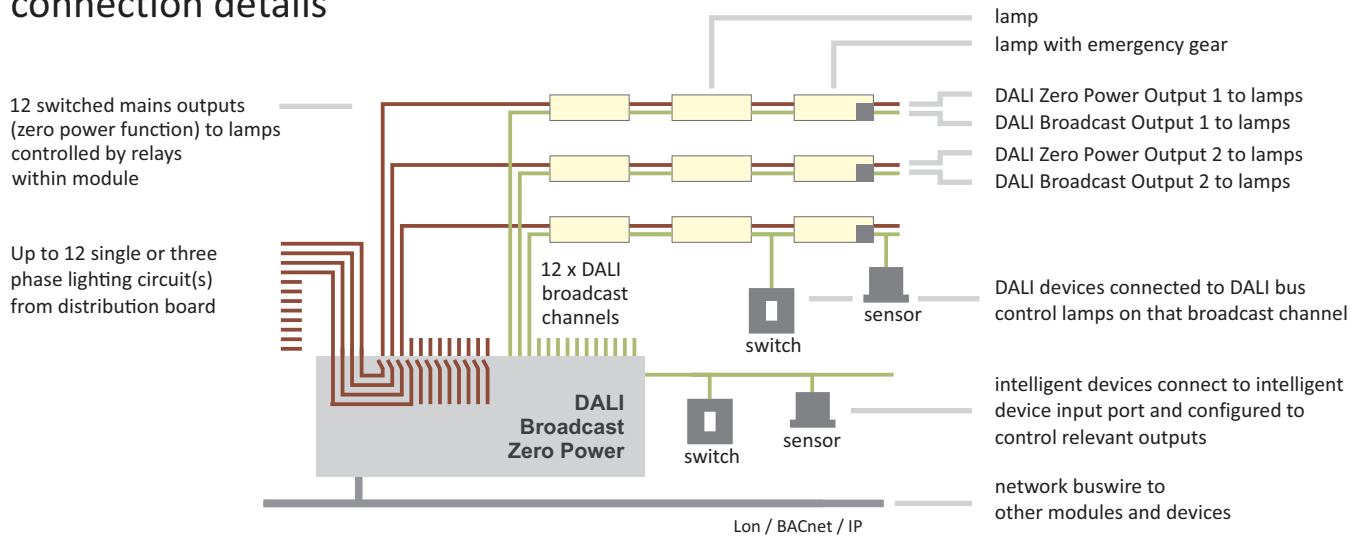 connection details
lamp
lamp with emergency gear
12 switched mains outputs
(zero power function) to lamps
controlled by relays
within module
DALI Zero Power Output 1 to lamps
DALI Broadcast Output 1 to lamps
DALI Zero Power Output 2 to lamps
DALI Broadcast Output 2 to lamps
Up to 12 single or three
phase lighting circuit(s)
from distribution board
12 x DALI
broadcast
channels
switch
sensor
DALI devices connected to DALI bus
control lamps on that broadcast channel
DALI
Broadcast
Zero Power
switch
sensor
intelligent devices connect to intelligent
device input port and configured to
control relevant outputs
network buswire to
other modules and devices
Lon / BACnet / IP